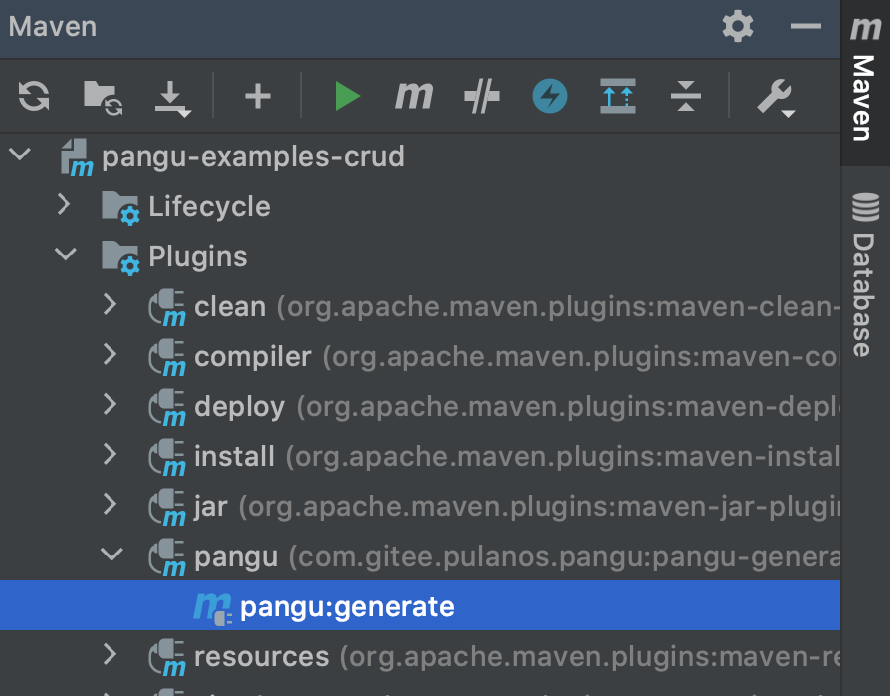 Maven
pangu-examples-crud
Lifecycle
Plugins
clean (org.apache.maven.plugins:maven-clean-
compiler (org.apache.maven.plugins:maven-co
deploy (org.apache.maven.plugins:maven-depl
install (org.apache.maven.plugins:maven-instal
jar (org.apache.maven.plugins:maven-jar-plugi
pangu (com.gitee.pulanos.pangu:pangu-genera
pangu:generate
resources (org.apache.maven.plugins:maven-re
Maven
Database